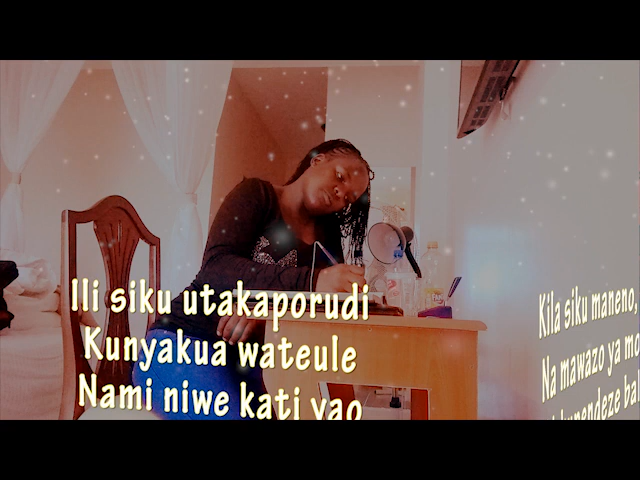 Ili siku utakaporudi
Kunyakua wateule
Nami niwe kati yao
Kila siku maneno,
Na mawazo ya